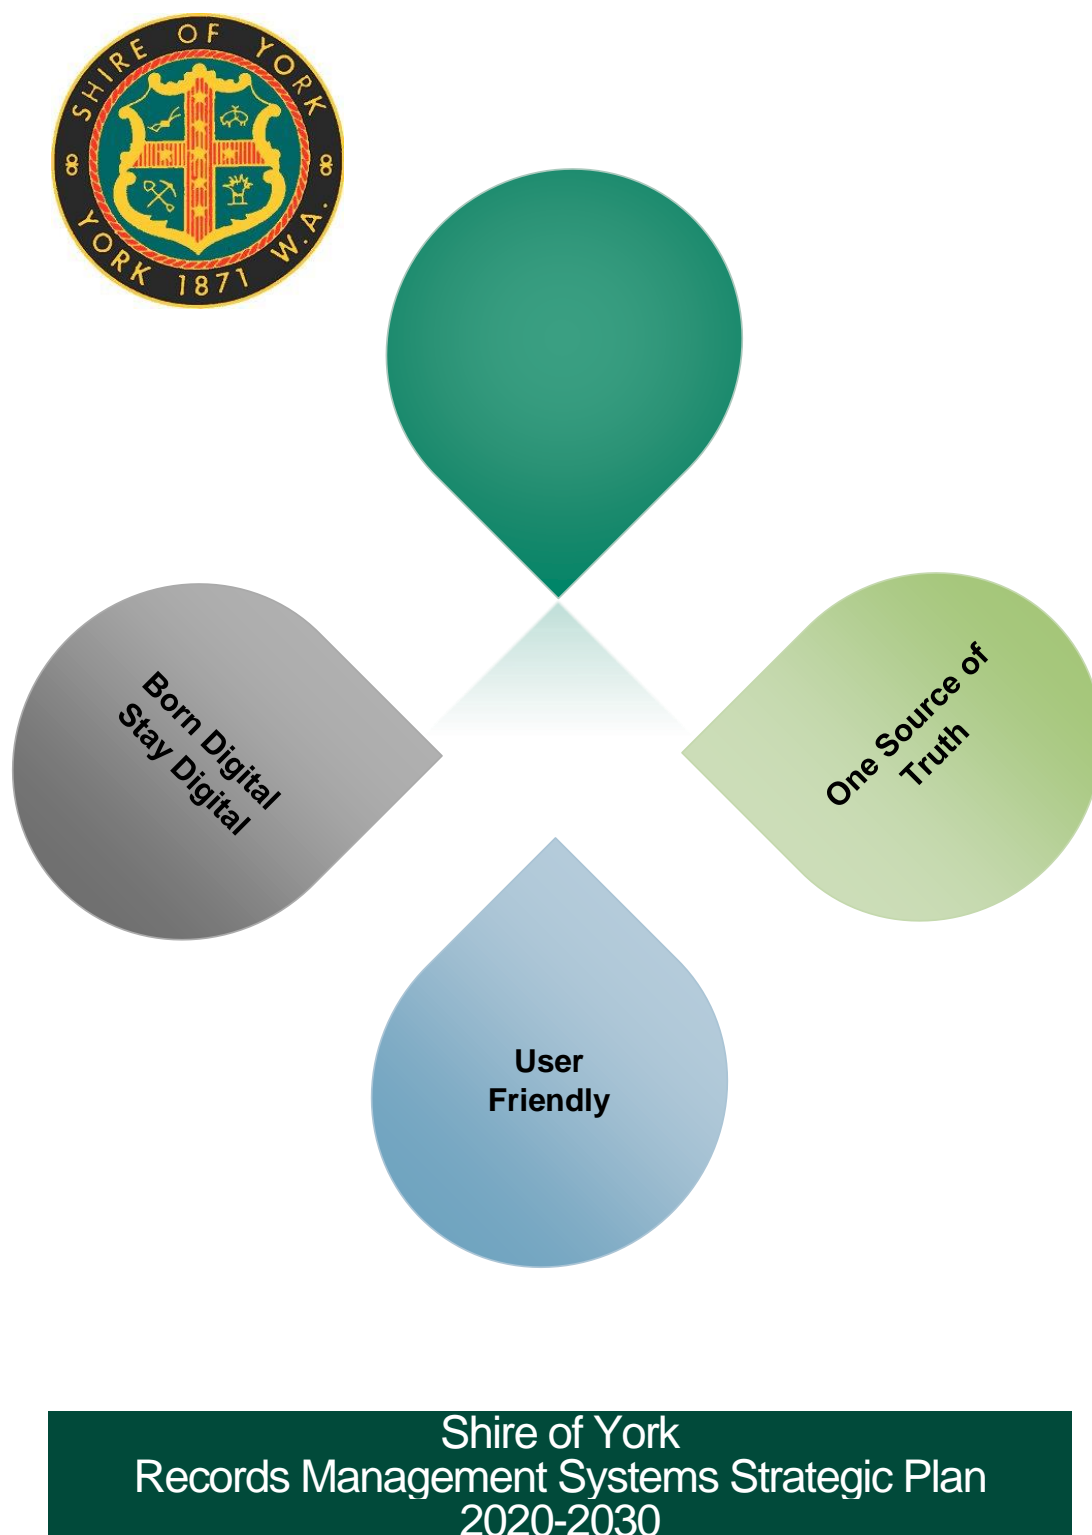 SHIRE OF YORK
YORK 1871 W.A.
Born Digital
Stay Digital
One Source of
Truth
User
Friendly
Shire of York
Records Management Systems Strategic Plan
2020-2030